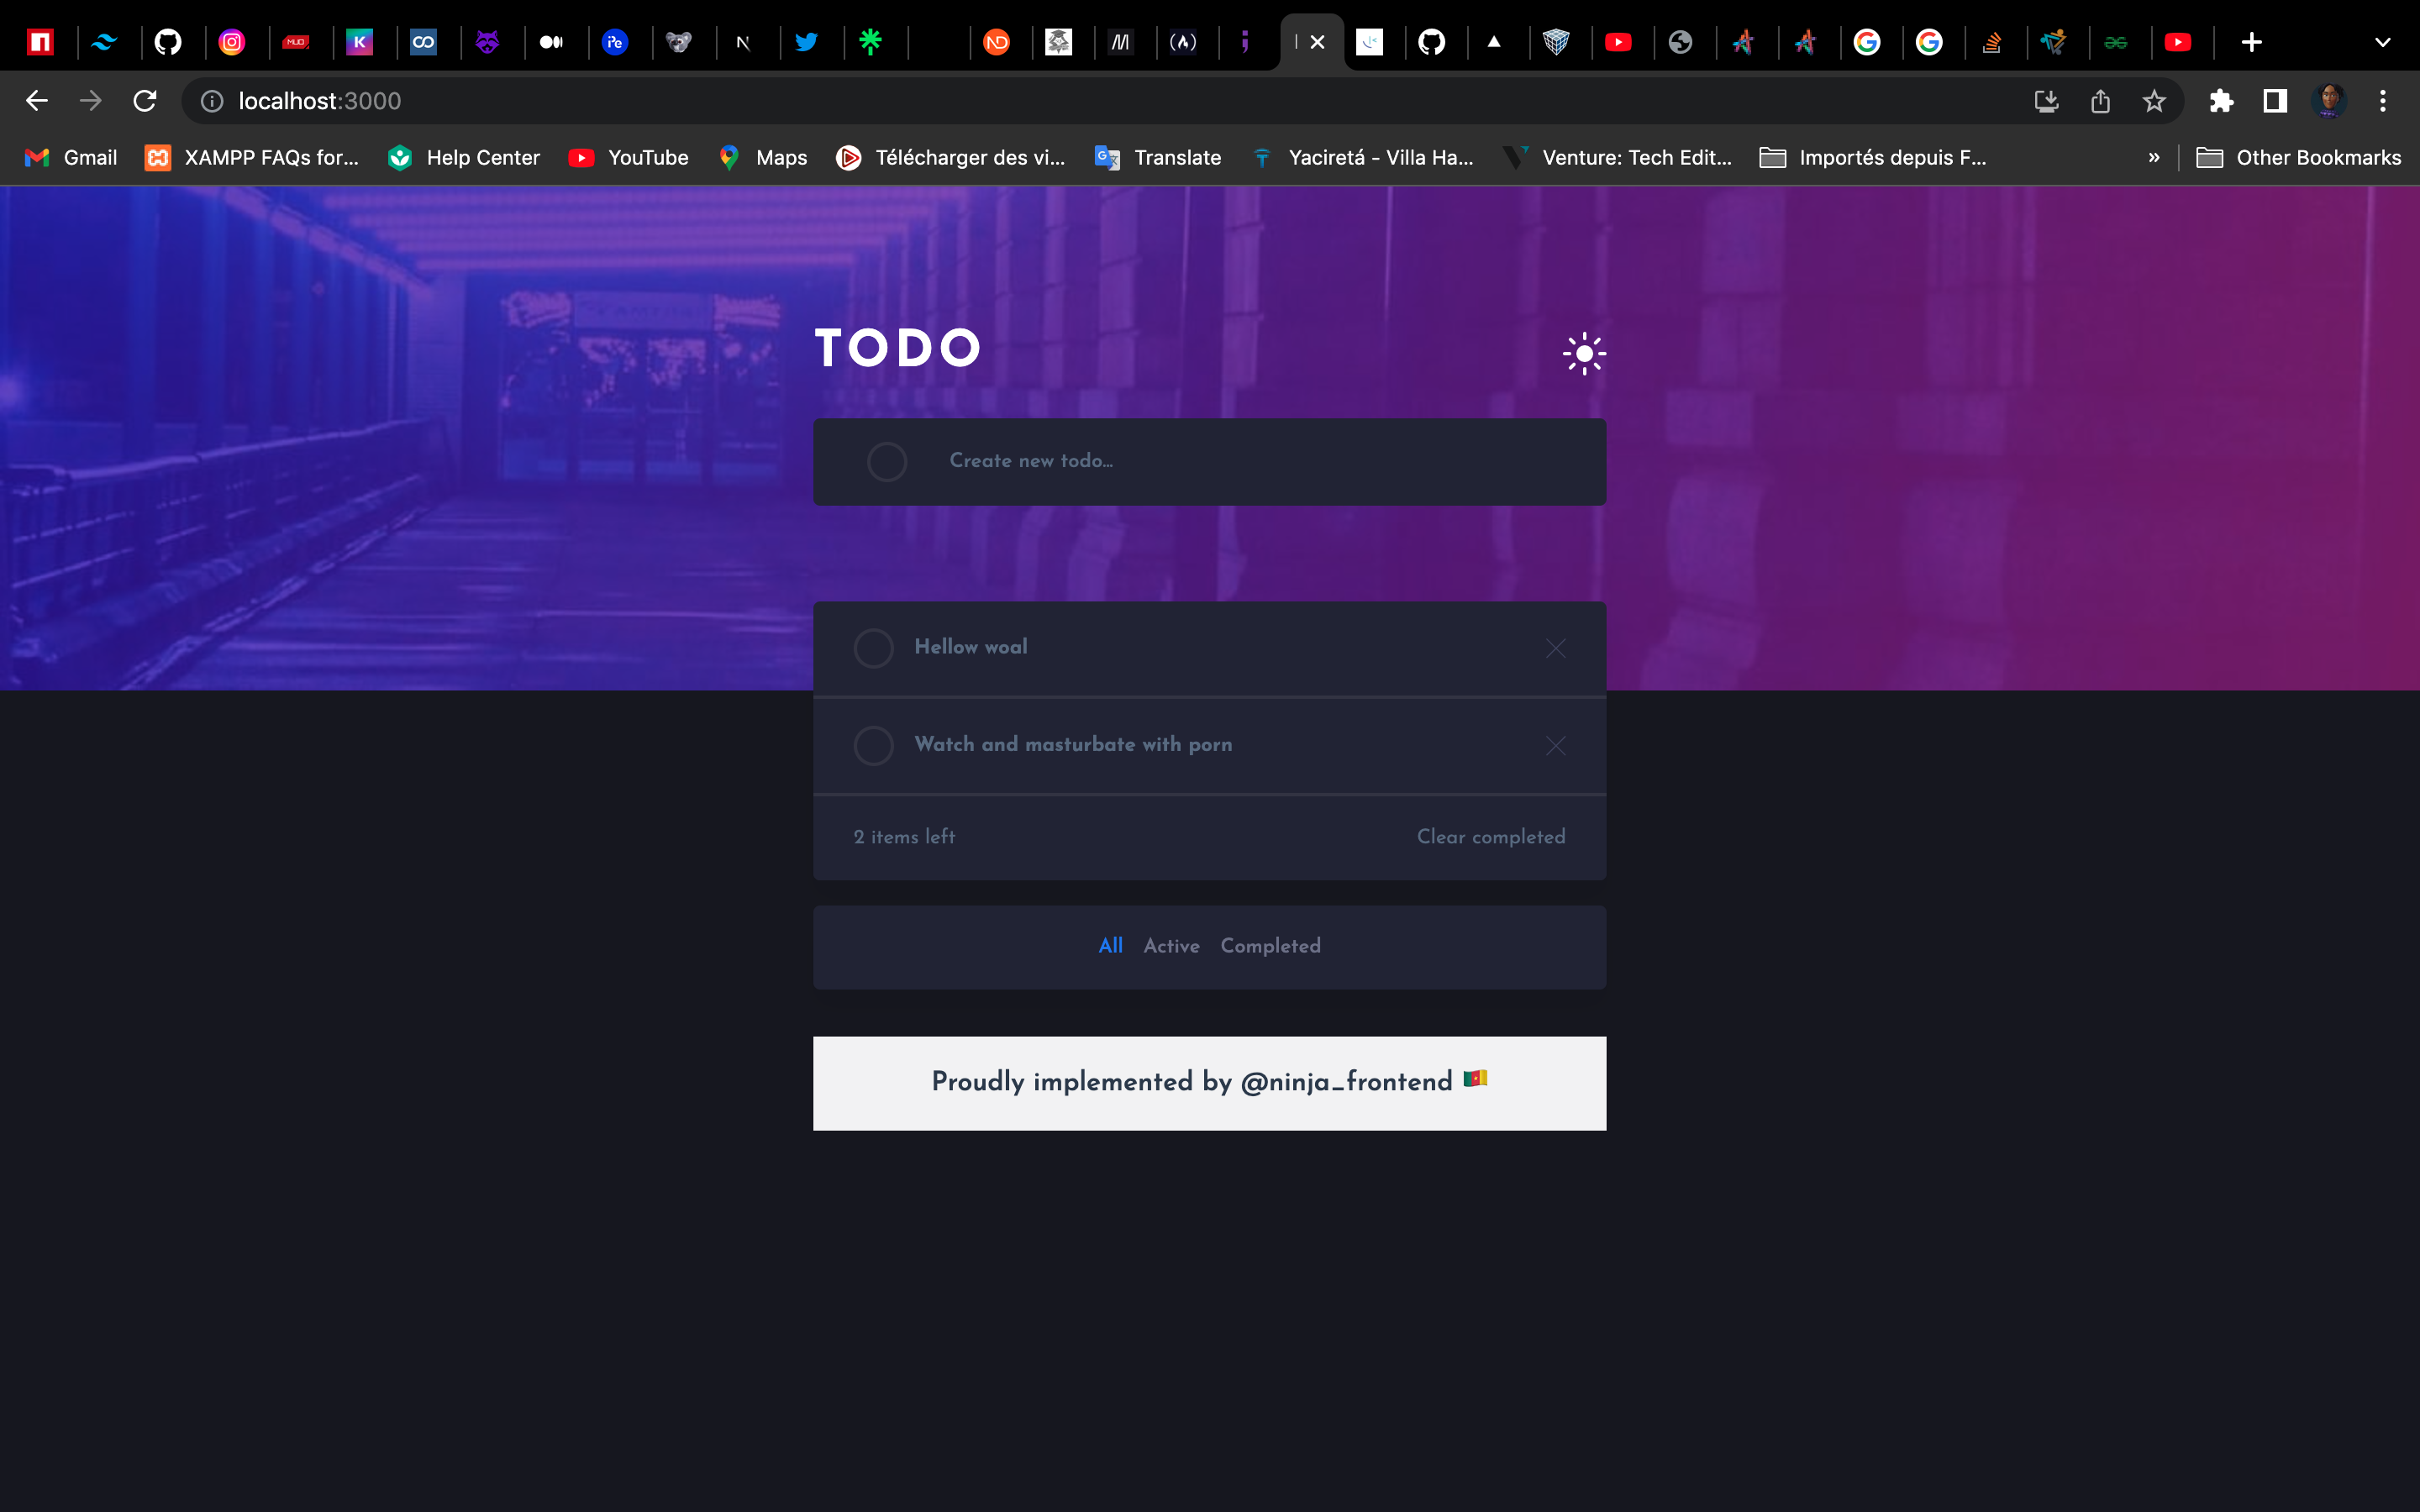 localhost:3000
Gmail
XAMPP FAQs for...
Help Center
YouTube
Maps
Télécharger des vi...
Translate
Yaciretá - Villa Ha...
Venture: Tech Edit...
Importés depuis F...
»
Other Bookmarks
TODO
Create new todo...
Hellow woal
Watch and masturbate with porn
2 items left
Clear completed
All Active Completed
Proudly implemented by @ninja_frontend 🇨🇲